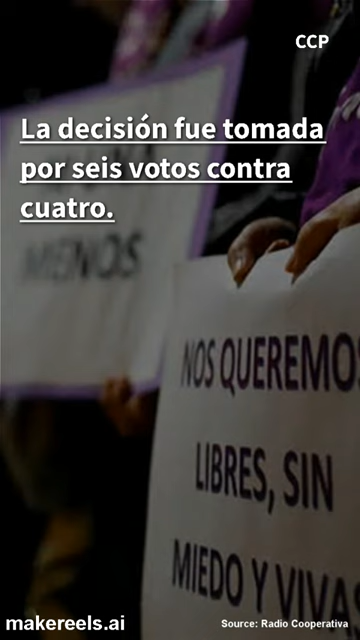 CCP
La decisión fue tomada
por seis votos contra
cuatro.
MENOS
NOS QUEREMOS
LIBRES, SIN
MIEDO Y VIVAS
makereels.ai
Source: Radio Cooperativa